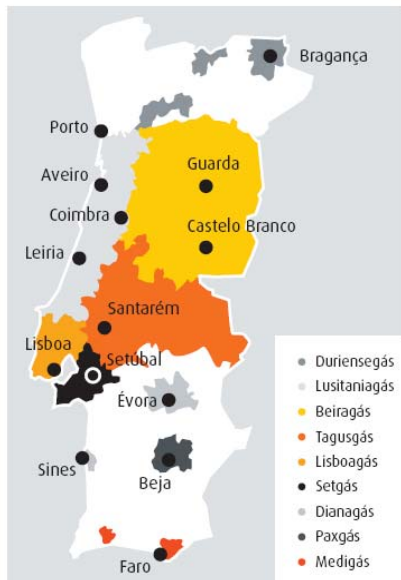 Bragança
Porto
Guarda
Aveiro
Coimbra
Castelo Branco
Leiria
Santarém
Lisboa
Setúbal
Évora
Sines
Beja
Faro
Duriensegás
Lusitaniagás
Beiragás
Tagusgás
Lisboagás
Setgás
Dianagás
Paxgás
Medigás